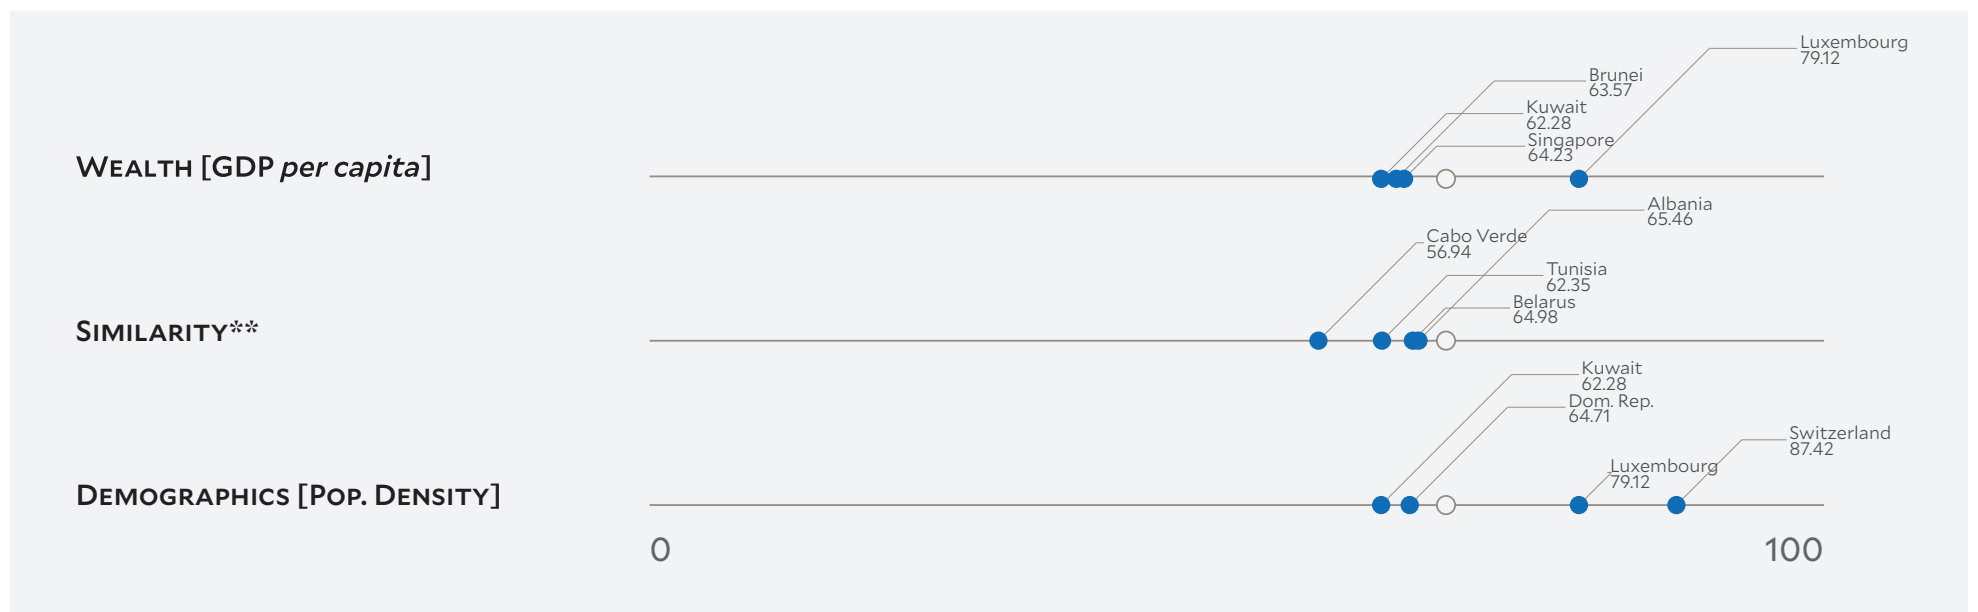 Luxembourg
79.12
Brunei
63.57
Kuwait
62.28
Singapore
64.23
WEALTH [GDP per capita]
Albania
65.46
Cabo Verde
56.94
Tunisia
62.35
Belarus
64.98
SIMILARITY**
Kuwait
62.28
Dom. Rep.
64.71
Switzerland
87.42
Luxembourg
79.12
DEMOGRAPHICS [POP. DENSITY]
0
100